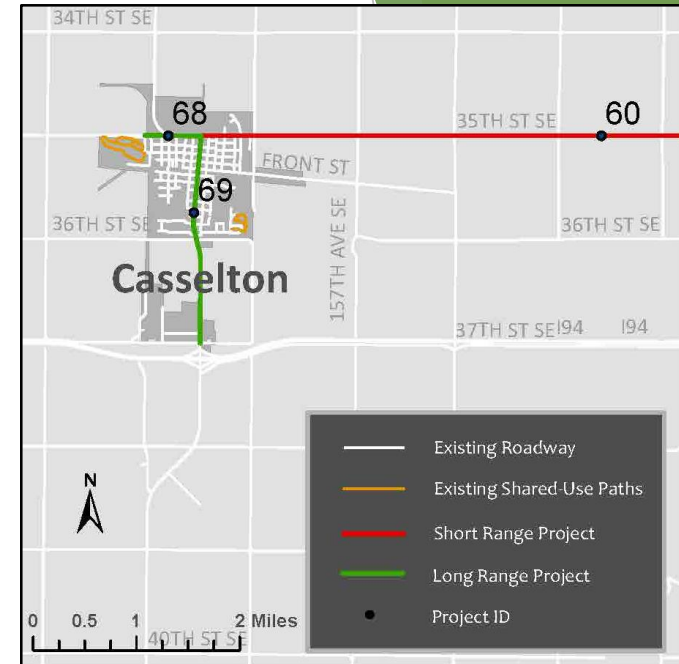 34TH ST SE
68
60
35TH ST SE
FRONT ST
69
36TH ST SE
36TH ST SE
157TH AVE SE
Casselton
37TH ST SE
I94
I94
Existing Roadway
Existing Shared-Use Paths
Short Range Project
Long Range Project
Project ID
N
0 0.5 1 2 Miles
40TH ST SE